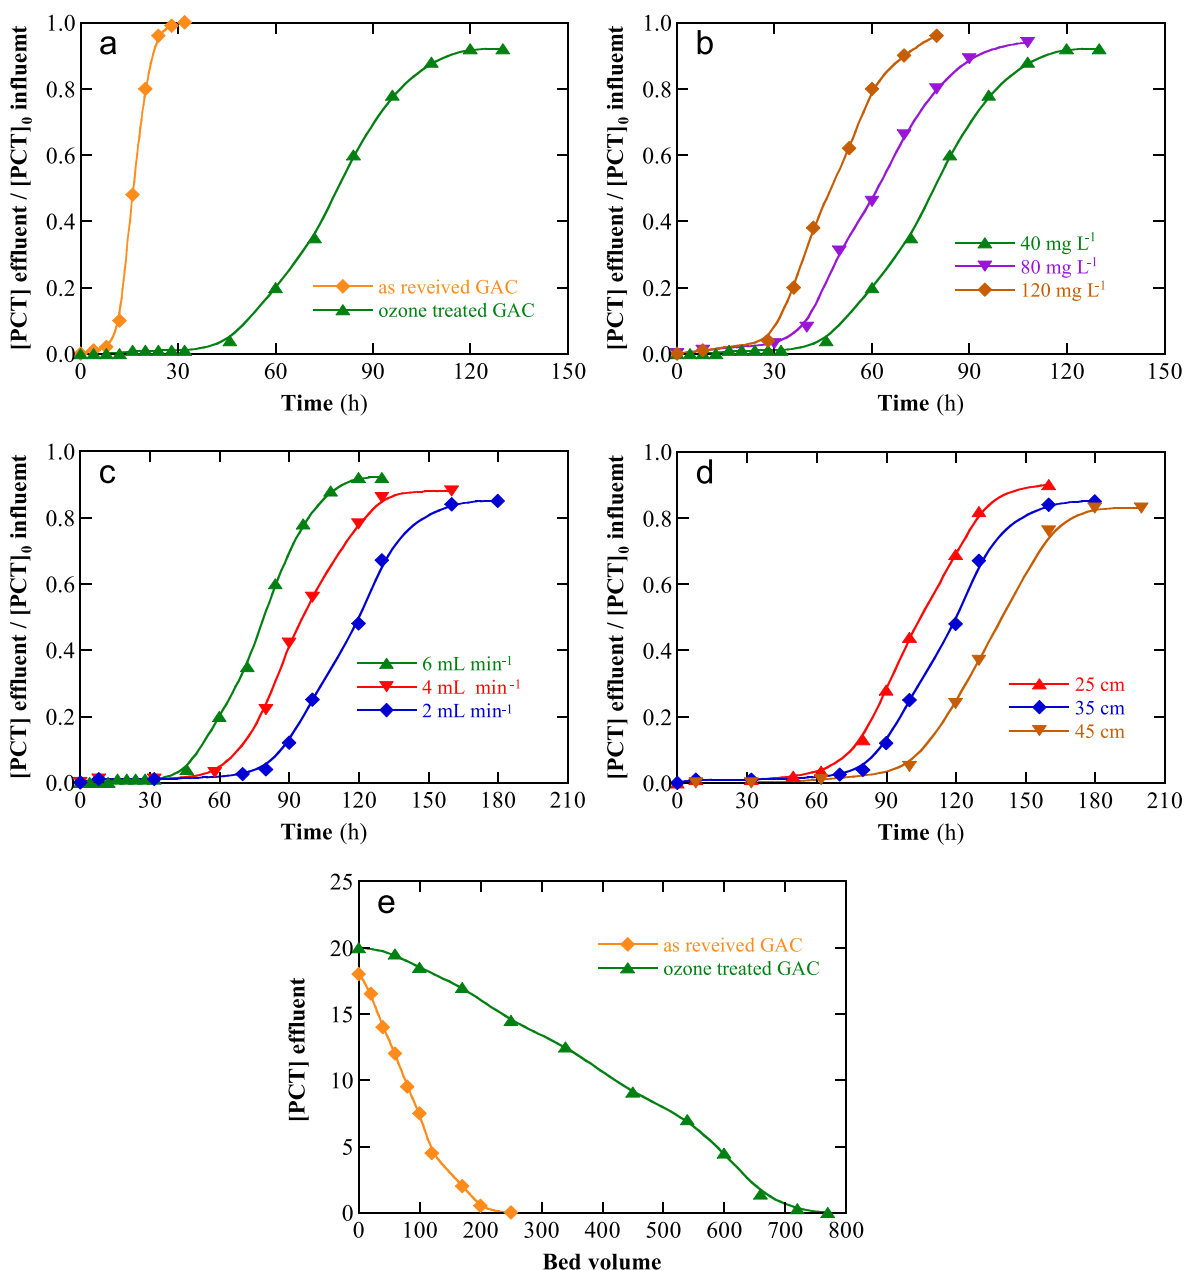 a
[PCT] effluent / [PCT]₀ influemt
1.0
0.8
0.6
0.4
0.2
0.0
as reveived GAC
ozone treated GAC
0 30 60 90 120 150
Time (h)
b
[PCT] effluent / [PCT]₀ influemt
1.0
0.8
0.6
0.4
0.2
0.0
40 mg L⁻¹
80 mg L⁻¹
120 mg L⁻¹
0 30 60 90 120 150
Time (h)
c
[PCT] effluent / [PCT]₀ influemt
1.0
0.8
0.6
0.4
0.2
0.0
6 mL min⁻¹
4 mL min⁻¹
2 mL min⁻¹
0 30 60 90 120 150 180 210
Time (h)
d
[PCT] effluent / [PCT]₀ influemt
1.0
0.8
0.6
0.4
0.2
0.0
25 cm
35 cm
45 cm
0 30 60 90 120 150 180 210
Time (h)
e
[PCT] effluent
25
20
15
10
5
0
as reveived GAC
ozone treated GAC
0 100 200 300 400 500 600 700 800
Bed volume